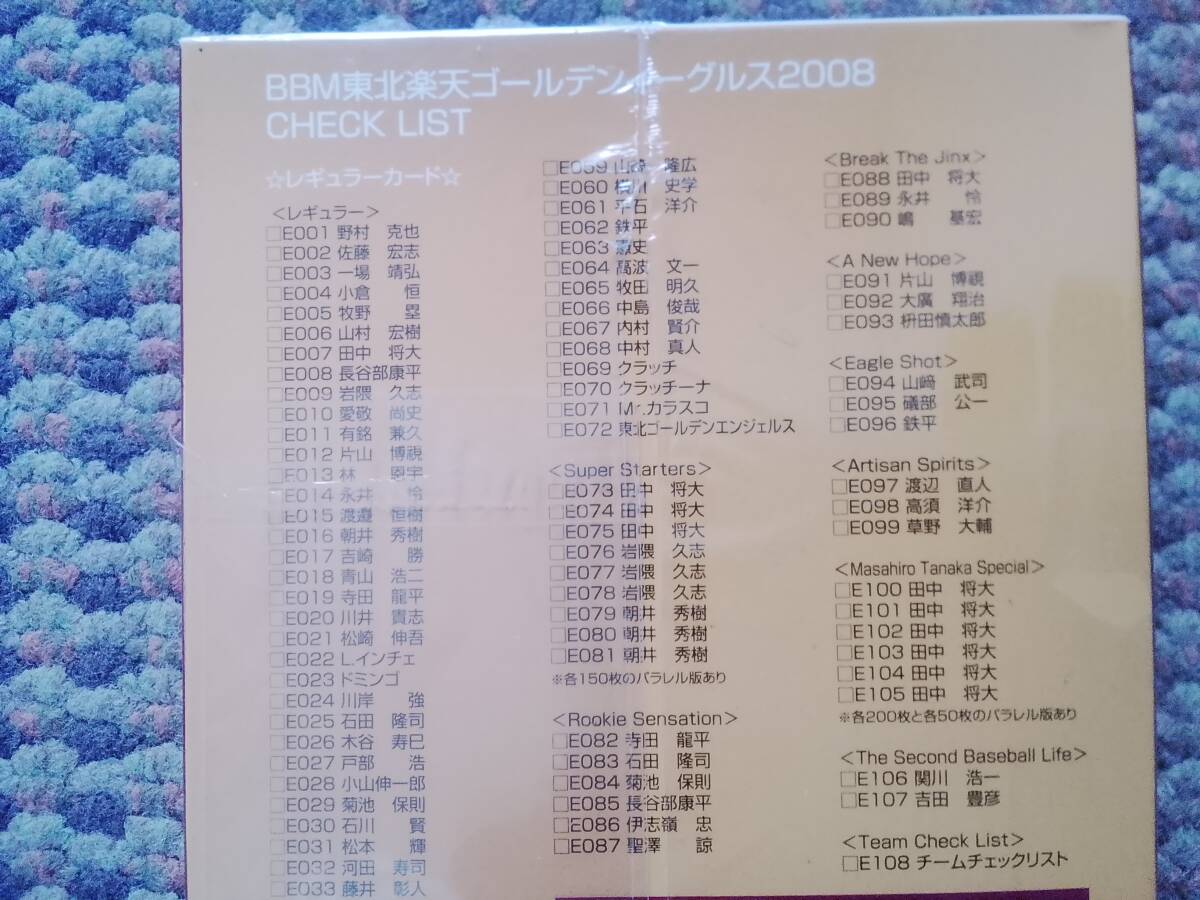 BBM東北楽天ゴールデンイーグルス2008
CHECK LIST
☆レギュラーカード☆
<レギュラー>
□E001 野村 克也
□E002 佐藤 宏志
□E003 一場 靖弘
□E004 小倉 恒
□E005 牧野 塁
□E006 山村 宏樹
□E007 田中 将大
□E008 長谷部康平
□E009 岩隈 久志
□E010 愛敬 尚史
□E011 有銘 兼久
□E012 片山 博視
□E013 林 恩宇
□E014 永井 怜
□E015 渡邉 恒樹
□E016 朝井 秀樹
□E017 吉崎 勝
□E018 青山 浩二
□E019 寺田 龍平
□E020 川井 貴志
□E021 松崎 伸吾
□E022 L.インチェ
□E023 ドミンゴ
□E024 川岸 強
□E025 石田 隆司
□E026 木谷 寿巳
□E027 戸部 浩
□E028 小山伸一郎
□E029 菊池 保則
□E030 石川 賢
□E031 松本 輝
□E032 河田 寿司
□E033 藤井 彰人
□E059 山﨑 隆広
□E060 横川 史学
□E061 平石 洋介
□E062 鉄平
□E063 憲史
□E064 高波 文一
□E065 牧田 明久
□E066 中島 俊哉
□E067 内村 賢介
□E068 中村 真人
□E069 クラッチ
□E070 クラッチーナ
□E071 Mr.カラスコ
□E072 東北ゴールデンエンジェルス
<Super Starters>
□E073 田中 将大
□E074 田中 将大
□E075 田中 将大
□E076 岩隈 久志
□E077 岩隈 久志
□E078 岩隈 久志
□E079 朝井 秀樹
□E080 朝井 秀樹
□E081 朝井 秀樹
※各150枚のパラレル版あり
<Rookie Sensation>
□E082 寺田 龍平
□E083 石田 隆司
□E084 菊池 保則
□E085 長谷部康平
□E086 伊志嶺 忠
□E087 聖澤 諒
<Break The Jinx>
□E088 田中 将大
□E089 永井 怜
□E090 嶋 基宏
<A New Hope>
□E091 片山 博視
□E092 大廣 翔治
□E093 枡田慎太郎
<Eagle Shot>
□E094 山﨑 武司
□E095 礒部 公一
□E096 鉄平
<Artisan Spirits>
□E097 渡辺 直人
□E098 高須 洋介
□E099 草野 大輔
<Masahiro Tanaka Special>
□E100 田中 将大
□E101 田中 将大
□E102 田中 将大
□E103 田中 将大
□E104 田中 将大
□E105 田中 将大
※各200枚と各50枚のパラレル版あり
<The Second Baseball Life>
□E106 関川 浩一
□E107 吉田 豊彦
<Team Check List>
□E108 チームチェックリスト